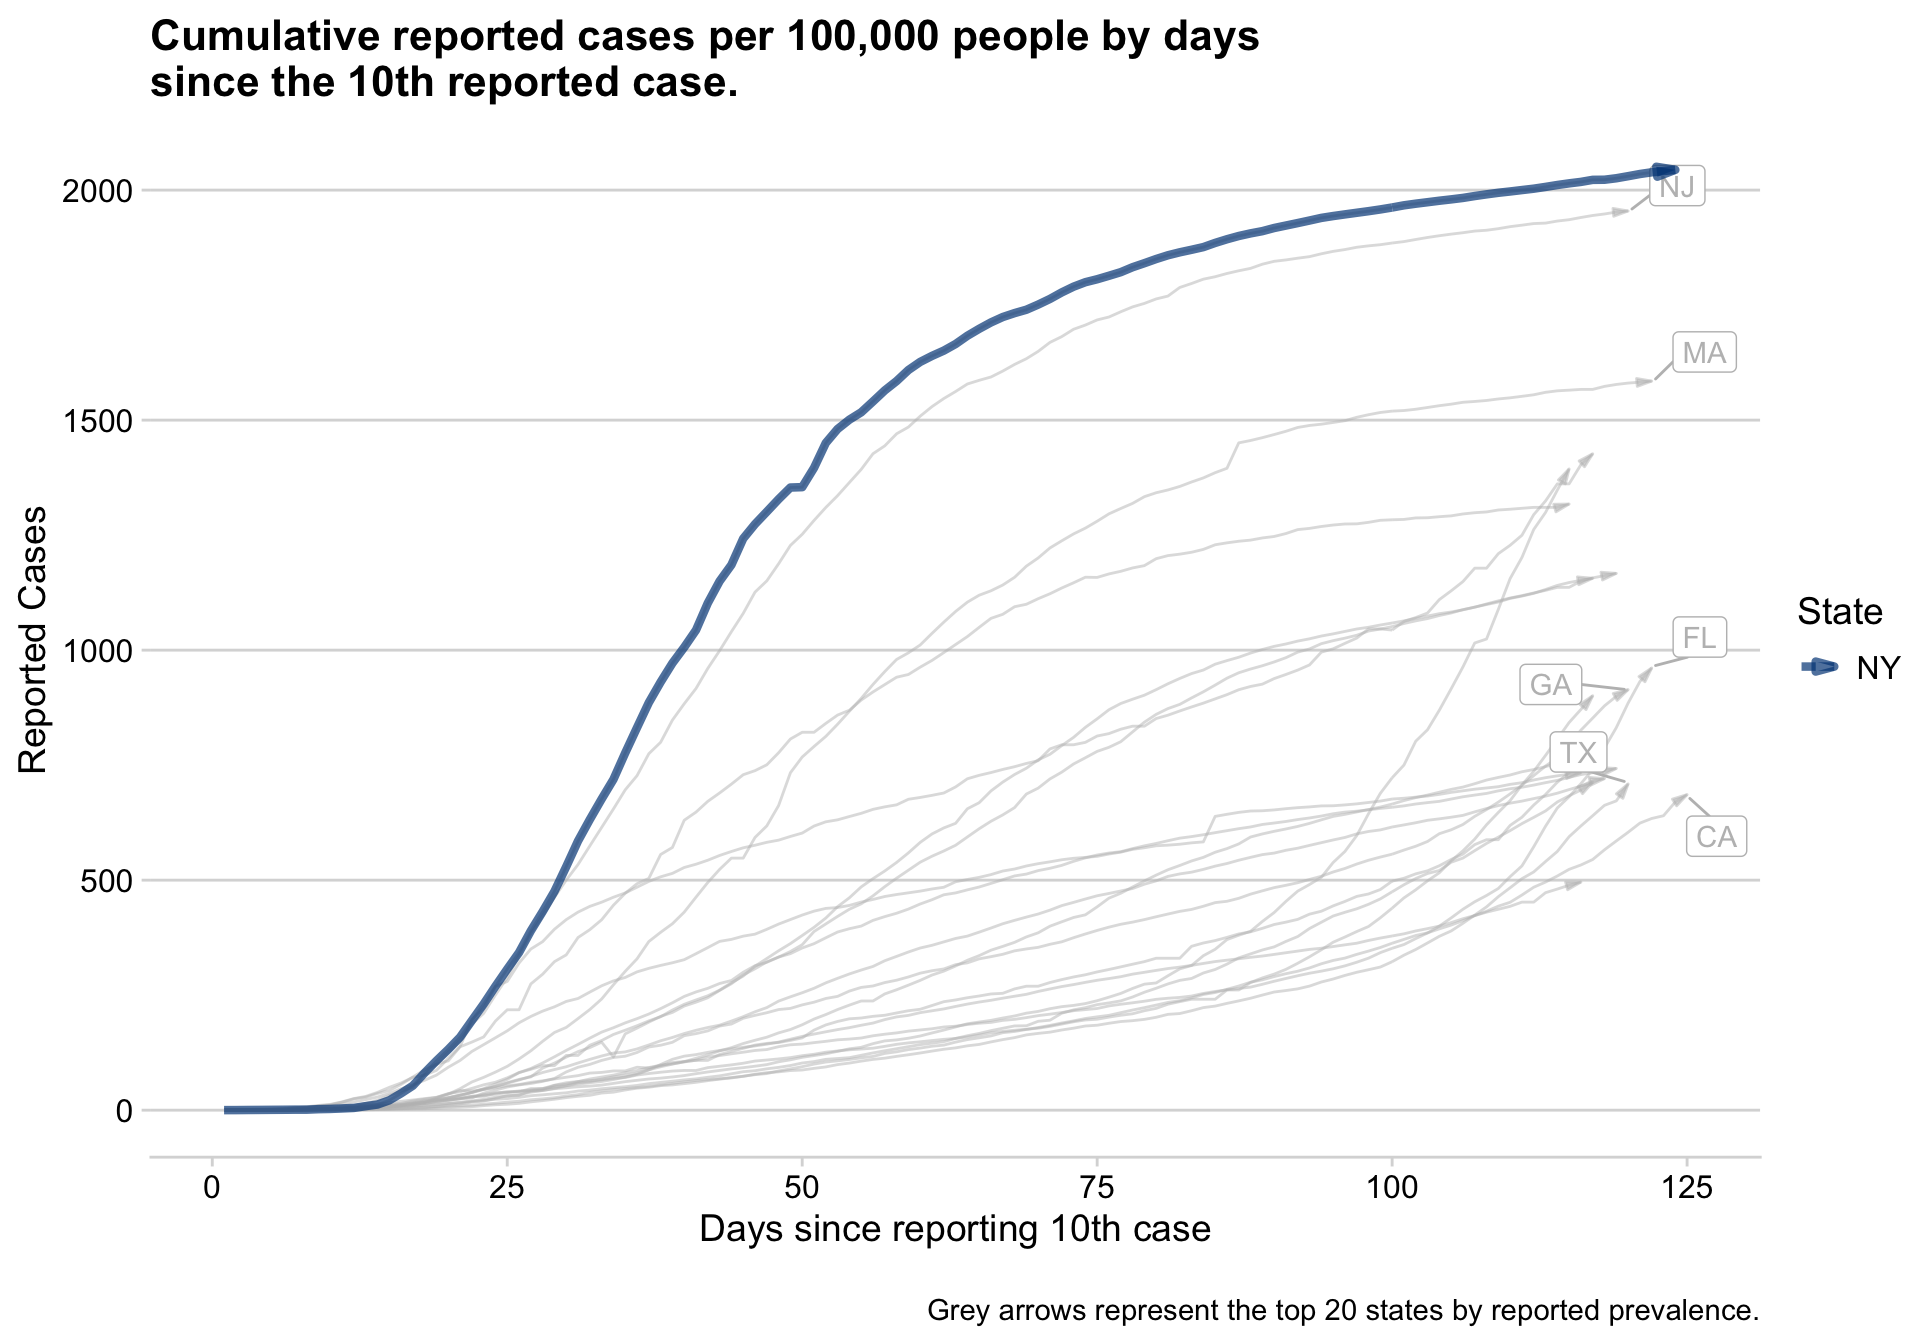 Cumulative reported cases per 100,000 people by days
since the 10th reported case.
2000
1500
1000
500
0
Reported Cases
NJ
MA
FL
GA
TX
CA
State
NY
0 25 50 75 100 125
Days since reporting 10th case
Grey arrows represent the top 20 states by reported prevalence.